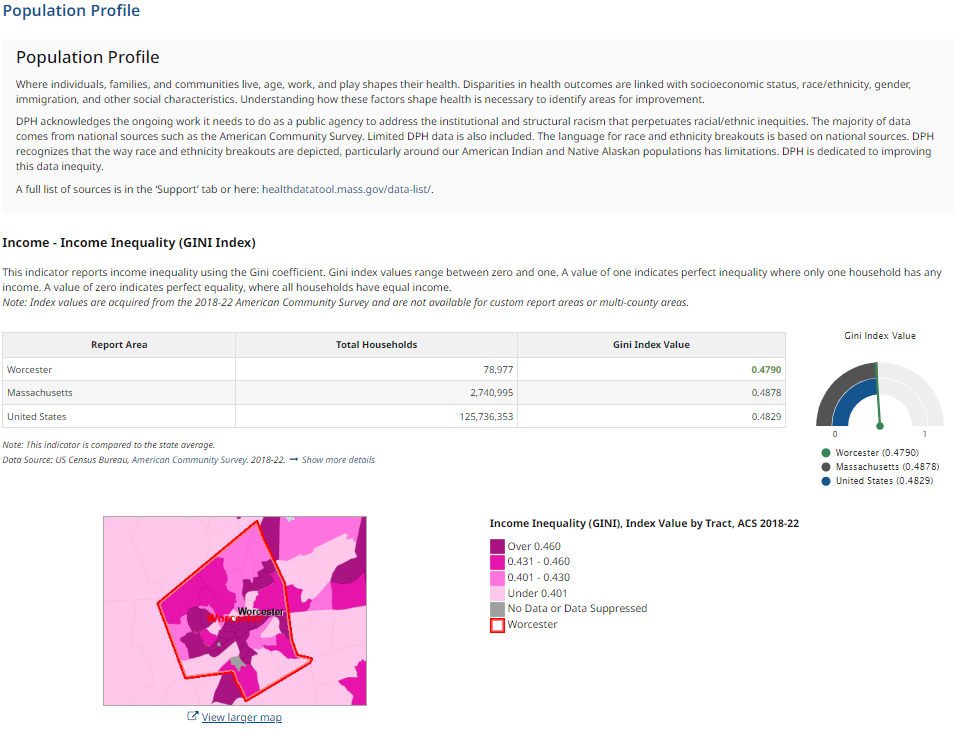 Population Profile
Population Profile
Where individuals, families, and communities live, age, work, and play shapes their health. Disparities in health outcomes are linked with socioeconomic status, race/ethnicity, gender,
immigration, and other social characteristics. Understanding how these factors shape health is necessary to identify areas for improvement.
DPH acknowledges the ongoing work it needs to do as a public agency to address the institutional and structural racism that perpetuates racial/ethnic inequities. The majority of data
comes from national sources such as the American Community Survey. Limited DPH data is also included. The language for race and ethnicity breakouts is based on national sources. DPH
recognizes that the way race and ethnicity breakouts are depicted, particularly around our American Indian and Native Alaskan populations has limitations. DPH is dedicated to improving
this data inequity.
A full list of sources is in the ‘Support’ tab or here: healthdatatool.mass.gov/data-list/.
Income - Income Inequality (GINI Index)
This indicator reports income inequality using the Gini coefficient. Gini index values range between zero and one. A value of one indicates perfect inequality where only one household has any
income. A value of zero indicates perfect equality, where all households have equal income.
Note: Index values are acquired from the 2018-22 American Community Survey and are not available for custom report areas or multi-county areas.
Report Area Total Households Gini Index Value
Worcester 78,977 0.4790
Massachusetts 2,740,995 0.4878
United States 125,736,353 0.4829
Note: This indicator is compared to the state average.
Data Source: US Census Bureau, American Community Survey. 2018-22. → Show more details
Gini Index Value
0 1
Worcester (0.4790)
Massachusetts (0.4878)
United States (0.4829)
Worcester
Worcester
View larger map
Income Inequality (GINI), Index Value by Tract, ACS 2018-22
Over 0.460
0.431 - 0.460
0.401 - 0.430
Under 0.401
No Data or Data Suppressed
Worcester